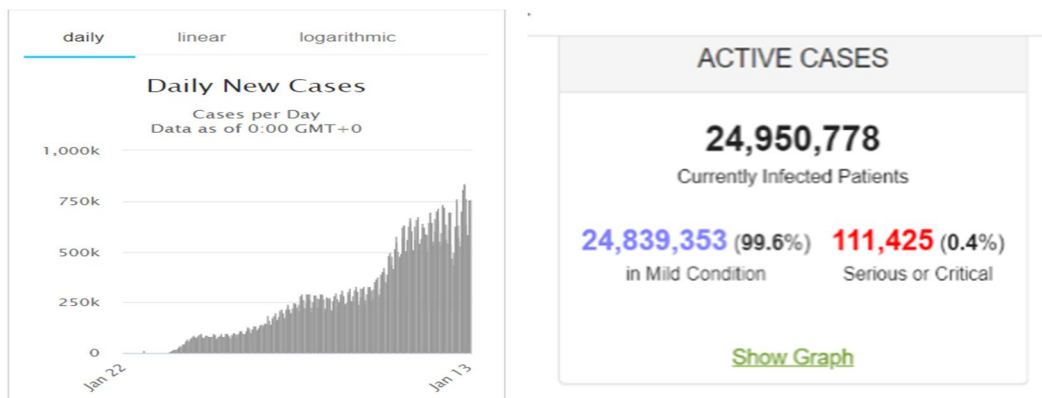 daily linear logarithmic
Daily New Cases
Cases per Day
Data as of 0:00 GMT+0
1,000k
750k
500k
250k
0
Jan 22
Jan 13
ACTIVE CASES
24,950,778
Currently Infected Patients
24,839,353 (99.6%) 111,425 (0.4%)
in Mild Condition Serious or Critical
Show Graph